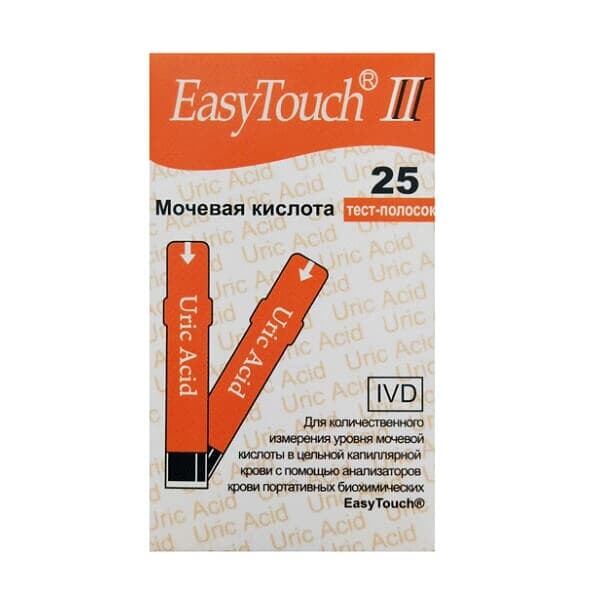 EasyTouch® II
25
Мочевая кислота тест-полосок
Uric Acid
Uric Acid
IVD
Для количественного
измерения уровня мочевой
кислоты в цельной капиллярной
крови с помощью анализаторов
крови портативных биохимических
EasyTouch®